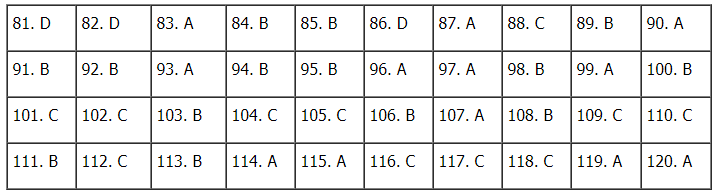 81. D 82. D 83. A 84. B 85. B 86. D 87. A 88. C 89. B 90. A
91. B 92. B 93. A 94. B 95. B 96. A 97. A 98. B 99. A 100. B
101. C 102. C 103. B 104. C 105. C 106. B 107. A 108. B 109. C 110. C
111. B 112. C 113. B 114. A 115. A 116. C 117. C 118. C 119. A 120. A